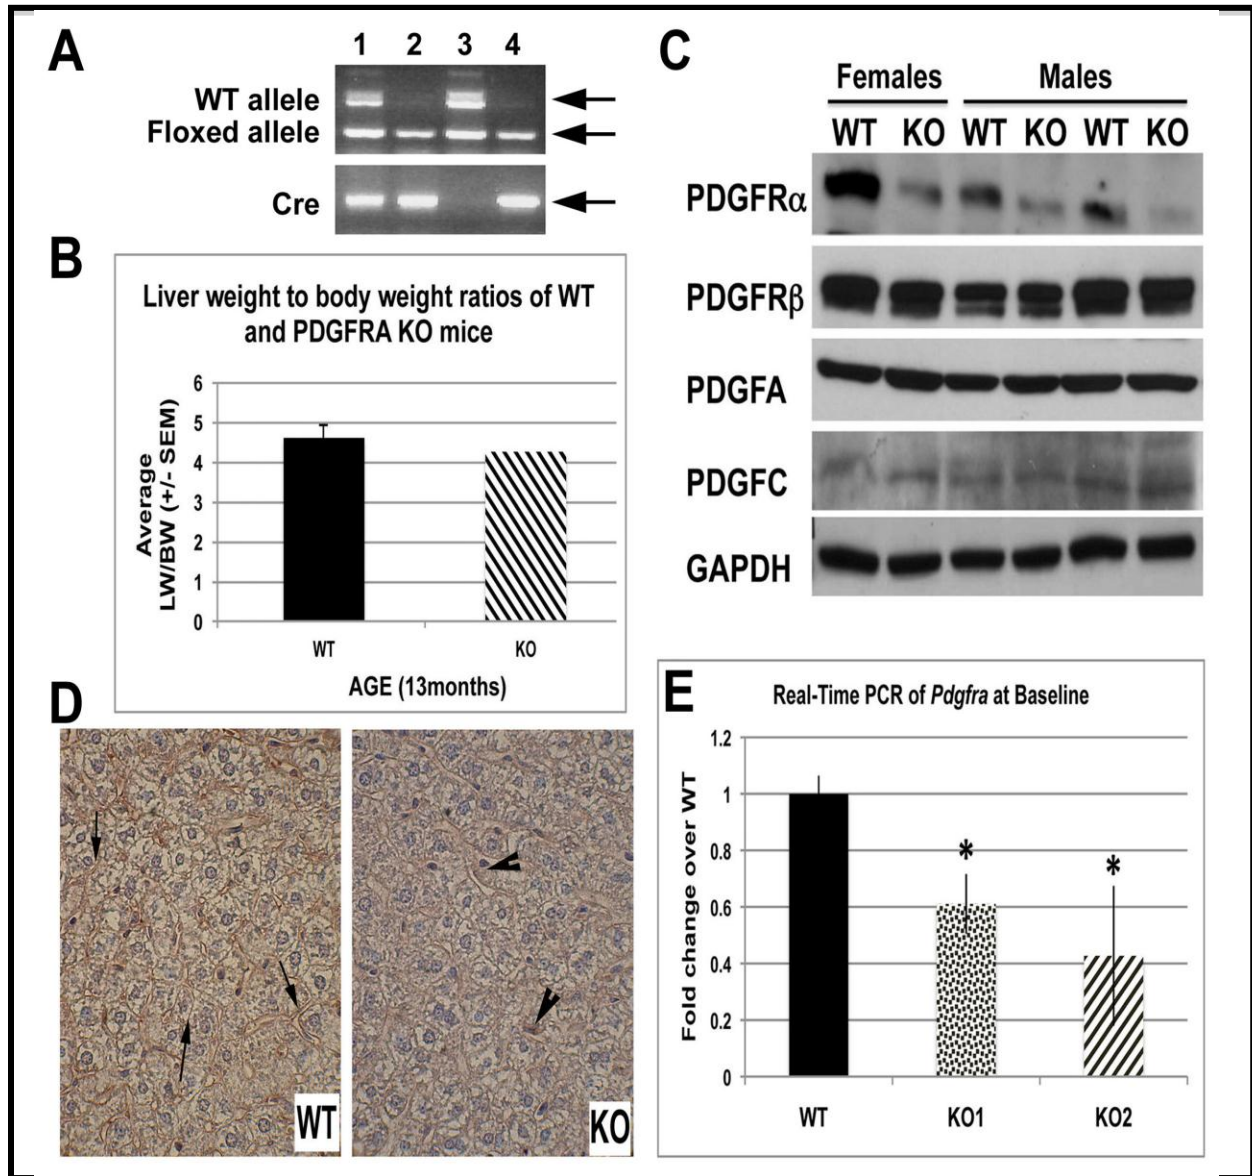 A
1 2 3 4
WT allele
Floxed allele
Cre
B
Liver weight to body weight ratios of WT
and PDGFRA KO mice
Average
LW/BW (+/- SEM)
6
5
4
3
2
1
0
WT
KO
AGE (13months)
C
Females
Males
WT KO WT KO WT KO
PDGFRα
PDGFRβ
PDGFA
PDGFC
GAPDH
D
WT
KO
E
Real-Time PCR of Pdgfra at Baseline
Fold change over WT
1.2
1
0.8
0.6
0.4
0.2
0
*
*
WT
KO1
KO2